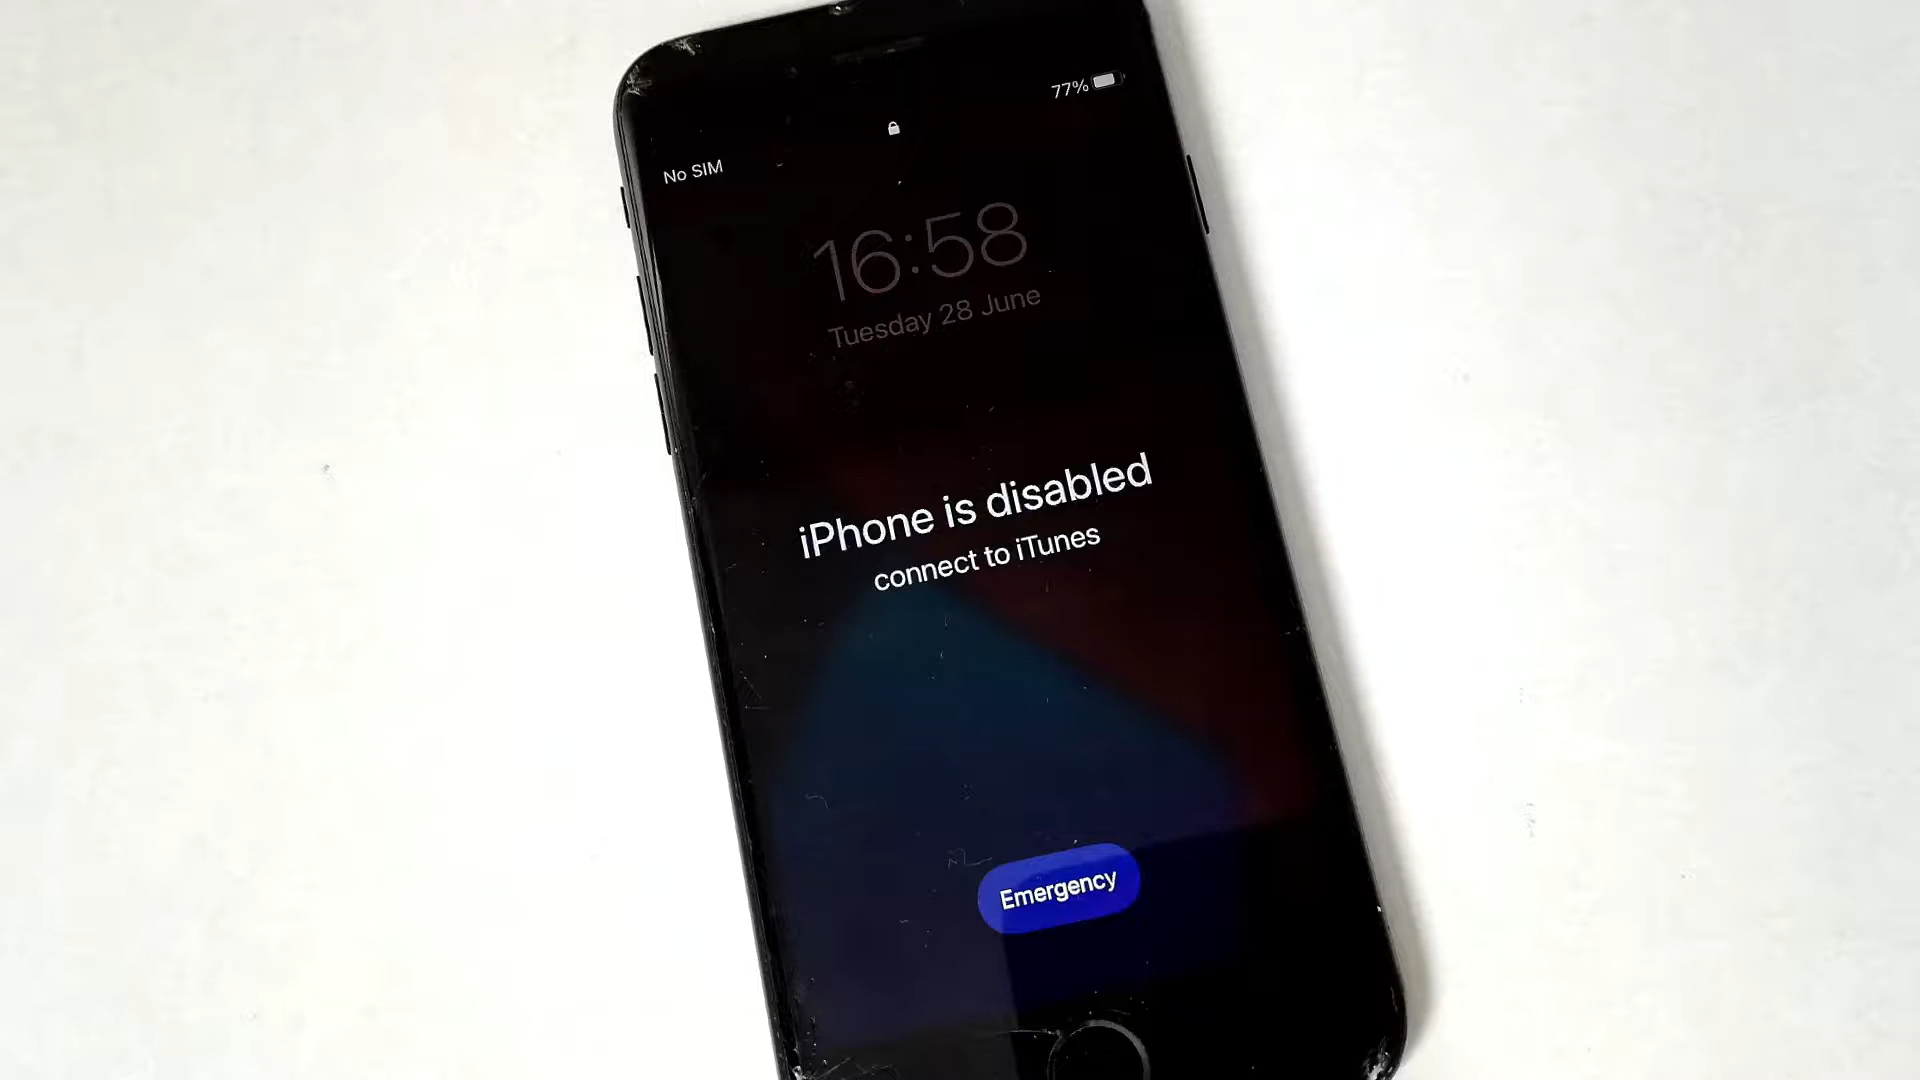 77%
No SIM
16:58
Tuesday 28 June
iPhone is disabled
connect to iTunes
Emergency